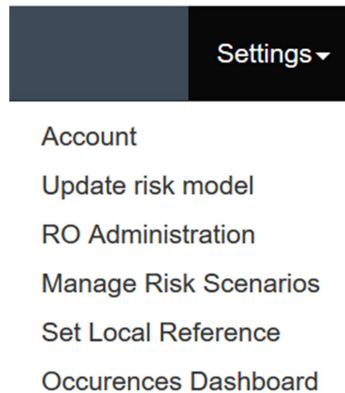 Settings
Account
Update risk model
RO Administration
Manage Risk Scenarios
Set Local Reference
Occurences Dashboard